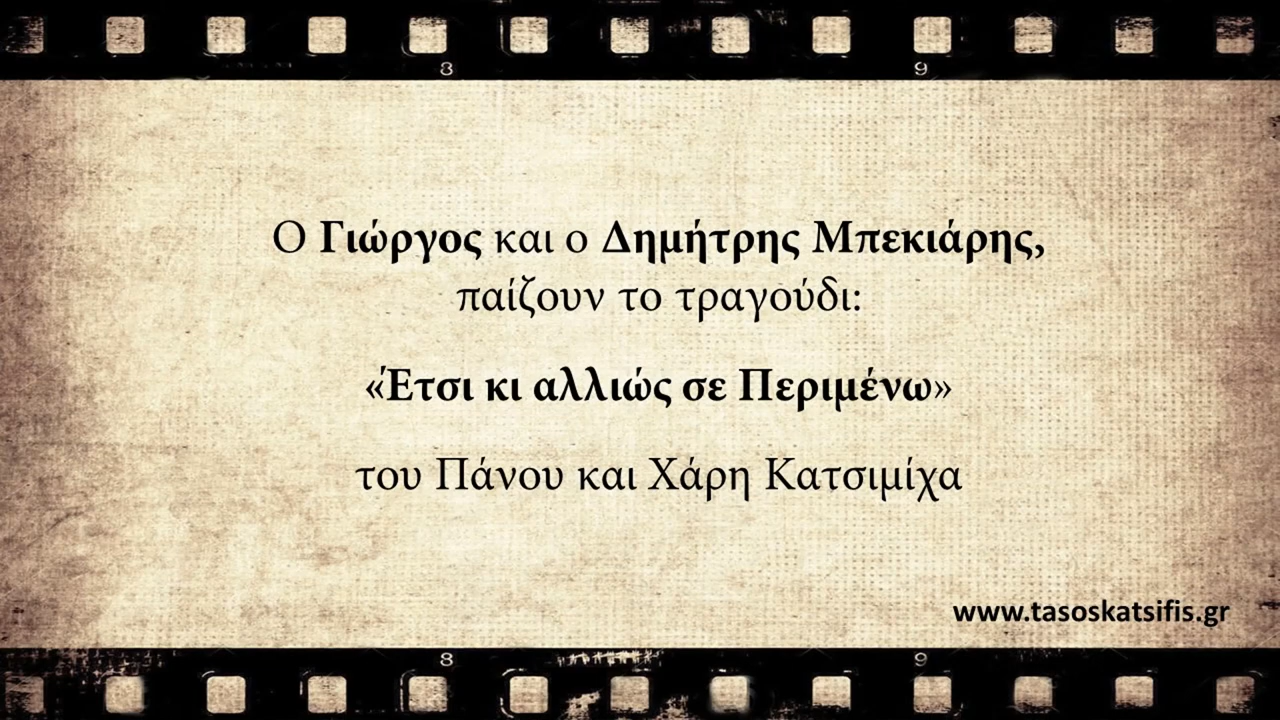 8 9
Ο Γιώργος και ο Δημήτρης Μπεκιάρης,
παίζουν το τραγούδι:
«Έτσι κι αλλιώς σε Περιμένω»
του Πάνου και Χάρη Κατσιμίχα
www.tasoskatsifis.gr
8 9